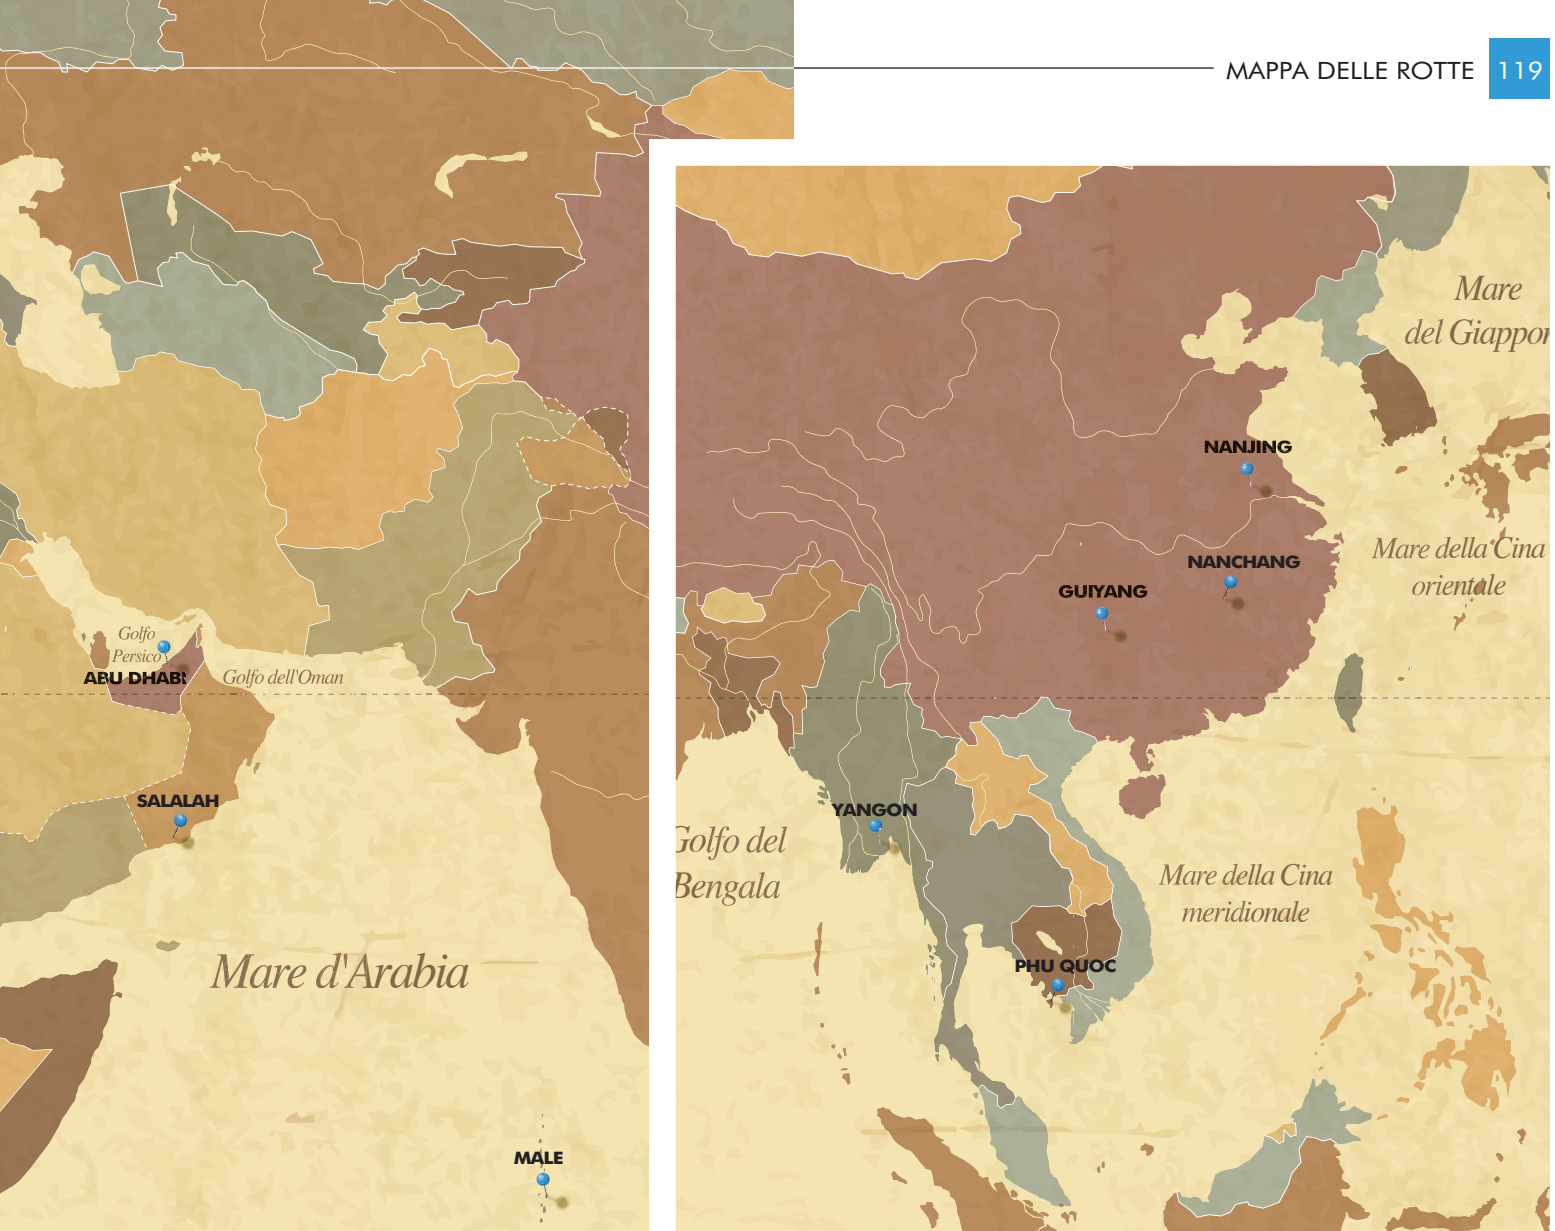 MAPPA DELLE ROTTE 119
Golfo
Persico
ABU DHABI
Golfo dell'Oman
SALALAH
Mare d'Arabia
MALE
Mare
del Giappon
NANJING
Mare della Cina
orientale
NANCHANG
GUIYANG
YANGON
Golfo del
Bengala
Mare della Cina
meridionale
PHU QUOC